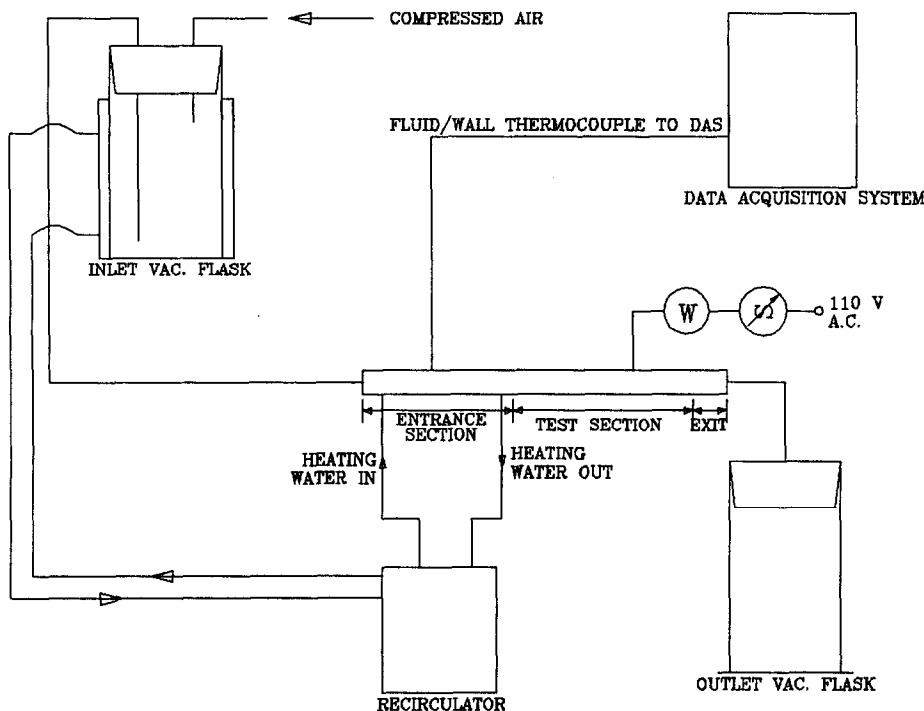 COMPRESSED AIR
FLUID/WALL THERMOCOUPLE TO DAS
DATA ACQUISITION SYSTEM
INLET VAC. FLASK
W
S
110 V
A.C.
ENTRANCE
SECTION
TEST SECTION
EXIT
HEATING
WATER IN
HEATING
WATER OUT
RECIRCULATOR
OUTLET VAC. FLASK